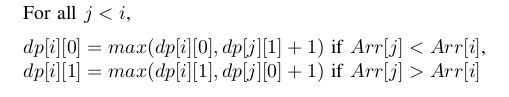 For all j < i,
dp[i][0] = max(dp[i][0], dp[j][1] + 1) if Arr[j] < Arr[i],
dp[i][1] = max(dp[i][1], dp[j][0] + 1) if Arr[j] > Arr[i]